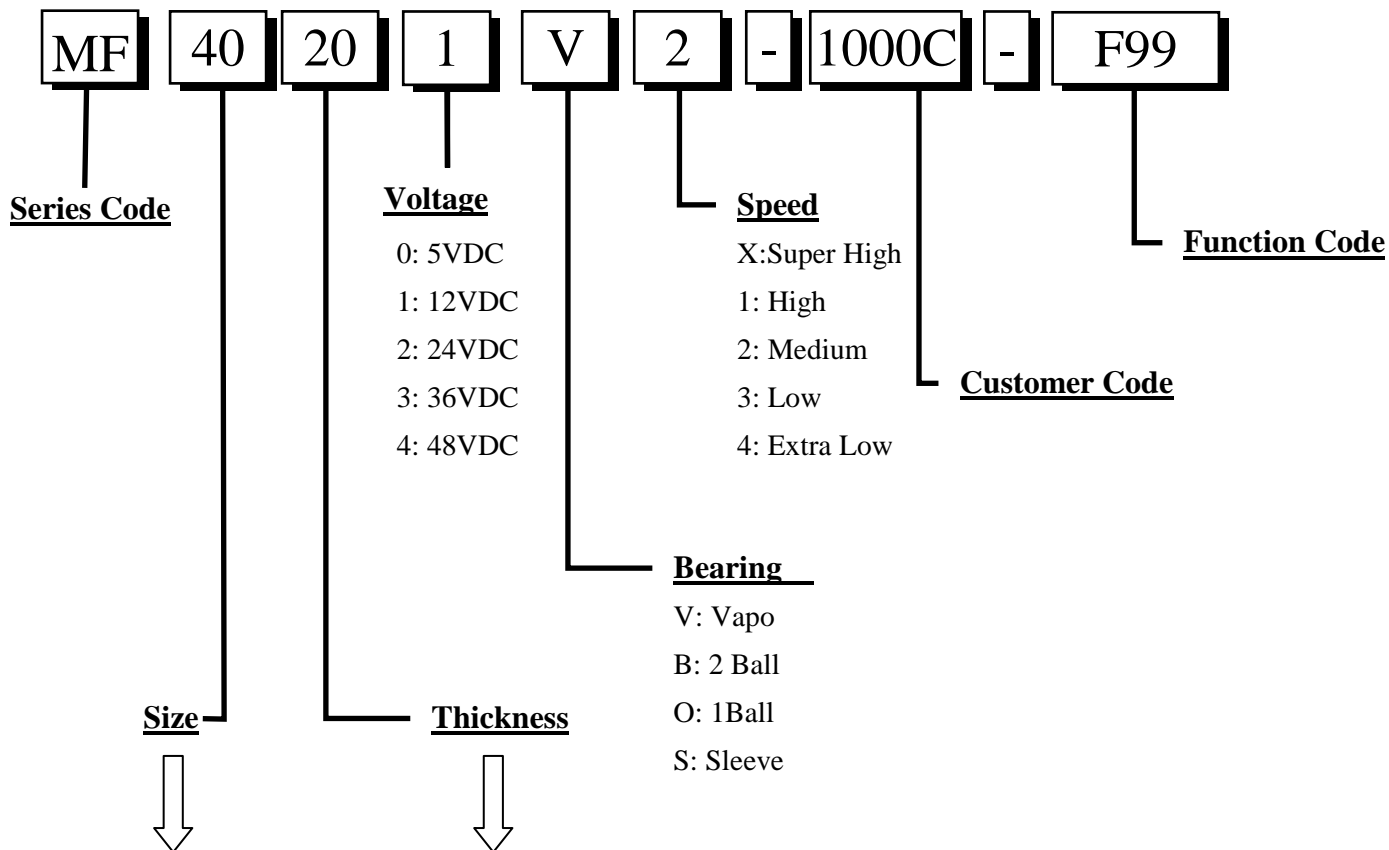 MF 40 20 1 V 2 - 1000C - F99
Series Code
Voltage
0: 5VDC
1: 12VDC
2: 24VDC
3: 36VDC
4: 48VDC
Speed
X:Super High
1: High
2: Medium
3: Low
4: Extra Low
Function Code
Customer Code
Bearing
V: Vapo
B: 2 Ball
O: 1Ball
S: Sleeve
Size
Thickness